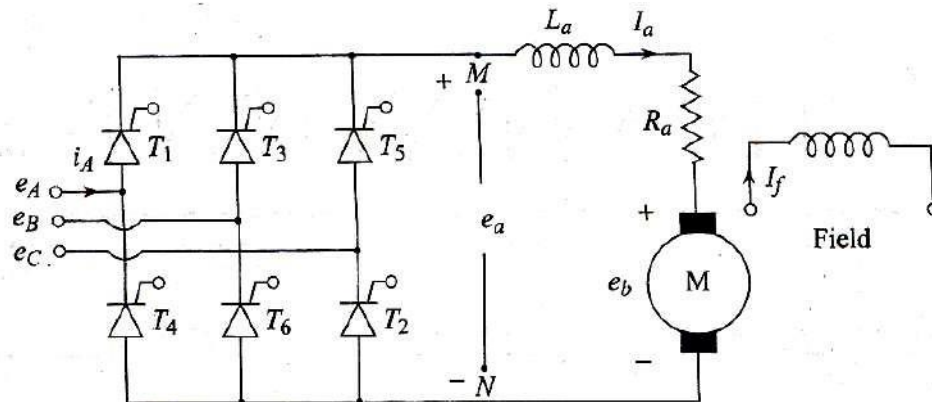 L_a I_a
+ M
R_a
i_A T_1 T_3 T_5
e_A
e_B
e_C
e_a
I_f
+
Field
e_b M
T_4 T_6 T_2
−
− N